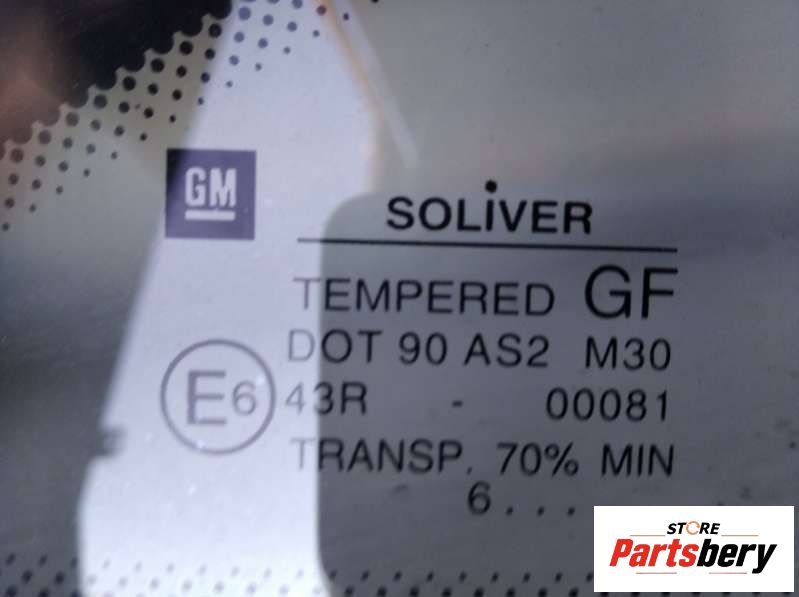 GM
SOLiVER
TEMPERED GF
DOT 90 AS2 M30
E6 43R - 00081
TRANSP. 70% MIN
6...
STORE
Partsbery